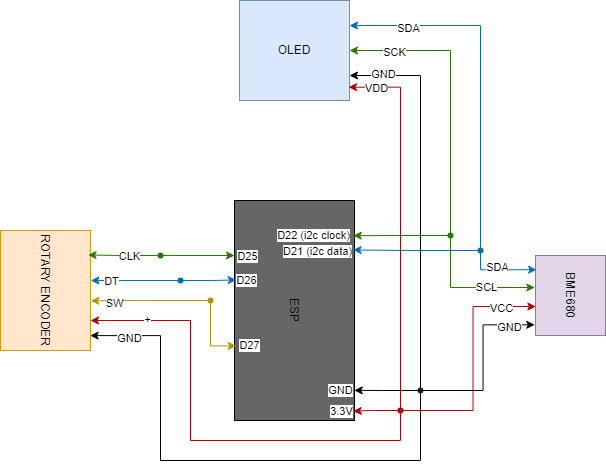 OLED
SDA
SCK
GND
VDD
ROTARY ENCODER
CLK
DT
SW
+
GND
ESP
D25
D26
D27
D22 (i2c clock)
D21 (i2c data)
GND
3.3V
BME680
SDA
SCL
VCC
GND